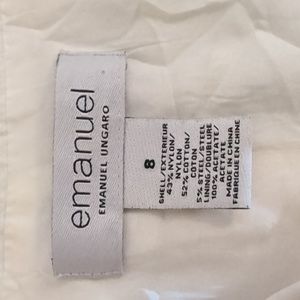 emanuel
EMANUEL UNGARO
8
SHELL/EXTERIEUR
43% NYLON/
NYLON
52% COTTON/
COTON
5% STEEL/STEEL
LINING/DOUBLURE
100% ACETATE/
ACETATE
MADE IN CHINA
FABRIQUE EN CHINE